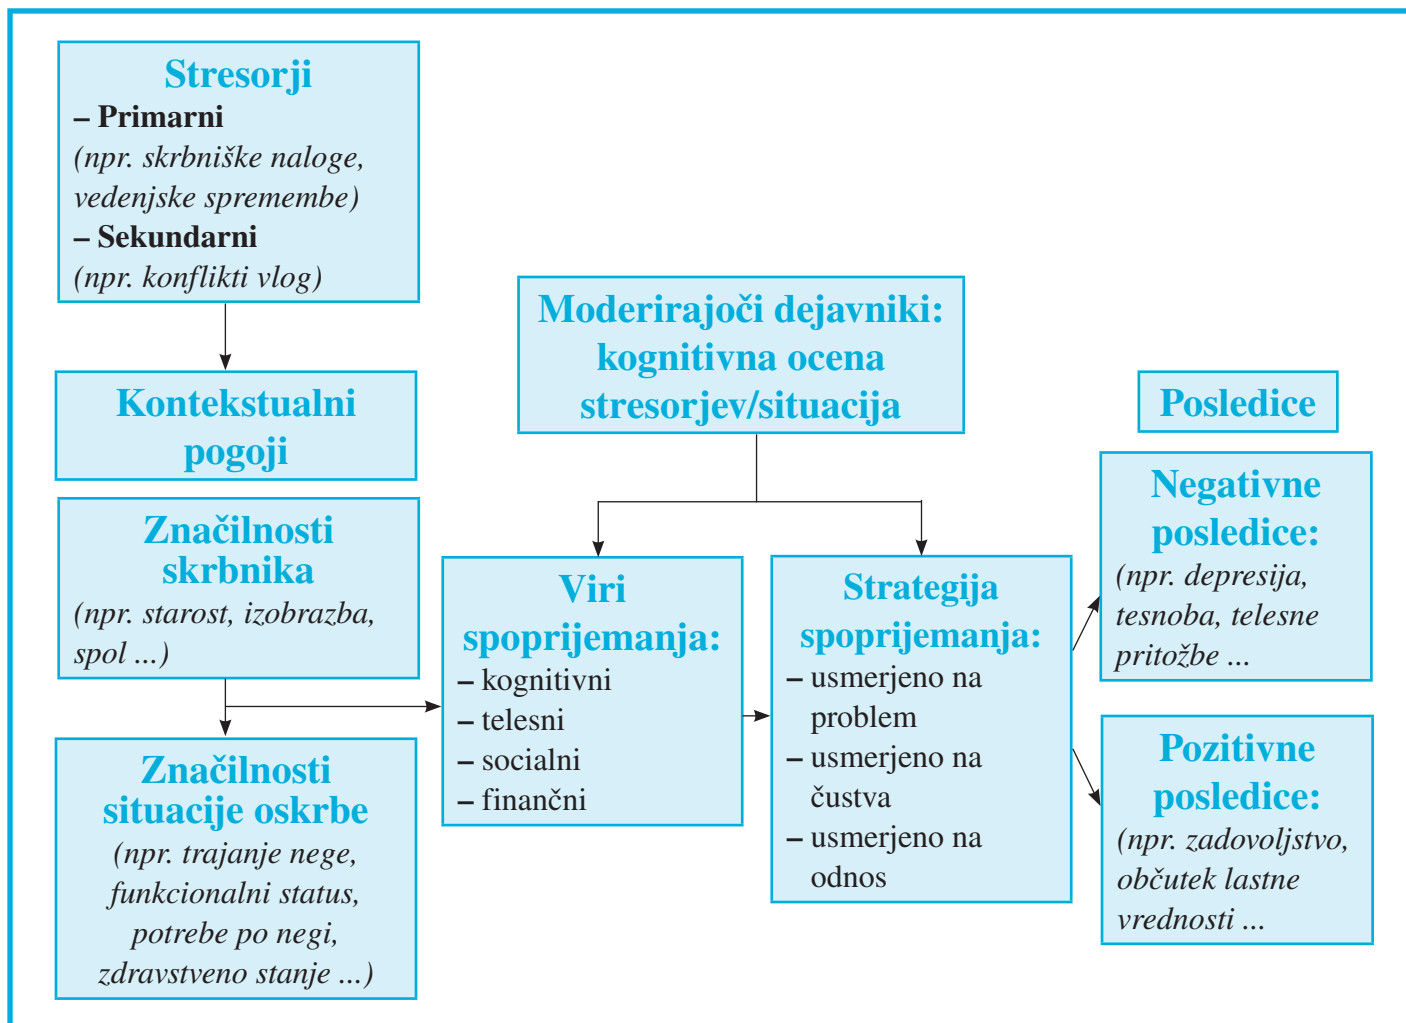 Stresorji
– Primarni
(npr. skrbniške naloge,
vedenjske spremembe)
– Sekundarni
(npr. konflikti vlog)
Kontekstualni
pogoji
Značilnosti
skrbnika
(npr. starost, izobrazba,
spol ...)
Značilnosti
situacije oskrbe
(npr. trajanje nege,
funkcionalni status,
potrebe po negi,
zdravstveno stanje ...)
Moderirajoči dejavniki:
kognitivna ocena
stresorjev/situacija
Viri
spoprijemanja:
– kognitivni
– telesni
– socialni
– finančni
Strategija
spoprijemanja:
– usmerjeno na
problem
– usmerjeno na
čustva
– usmerjeno na
odnos
Posledice
Negativne
posledice:
(npr. depresija,
tesnoba, telesne
pritožbe ...
Pozitivne
posledice:
(npr. zadovoljstvo,
občutek lastne
vrednosti ...